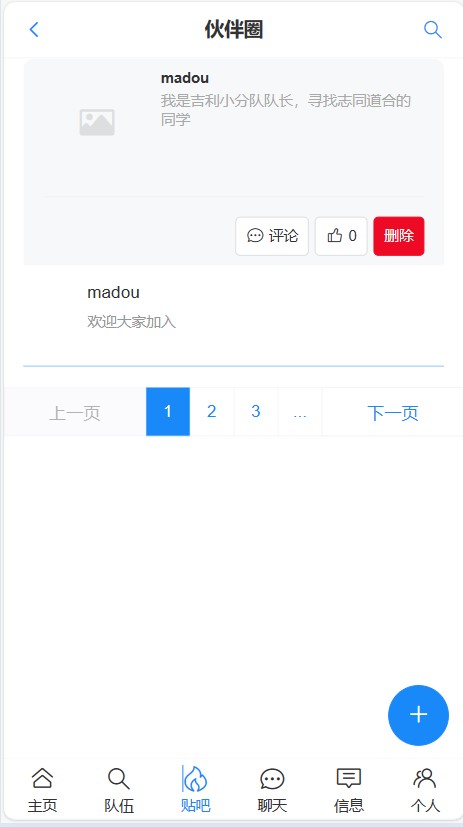 伙伴圈
madou
我是吉利小分队队长，寻找志同道合的
同学
评论 0 删除
madou
欢迎大家加入
上一页 1 2 3 ... 下一页
主页 队伍 贴吧 聊天 信息 个人